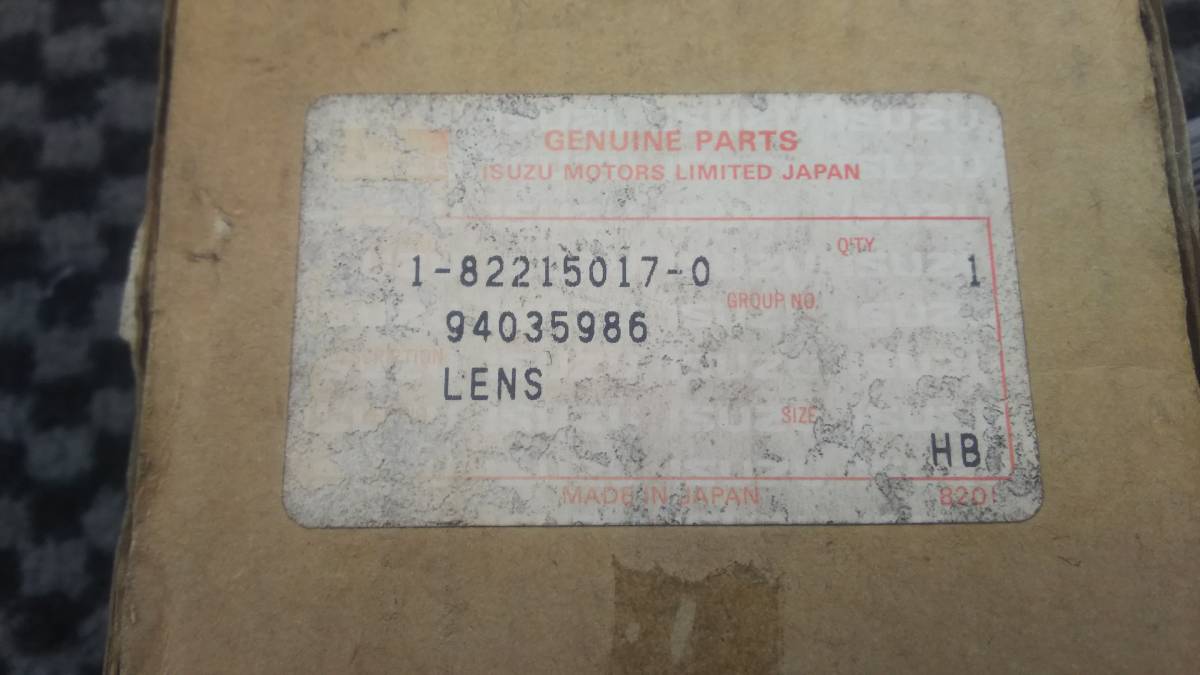 GENUINE PARTS
ISUZU MOTORS LIMITED JAPAN
Q'TY
1-82215017-0 1
GROUP NO.
94035986
LENS
SIZE
HB
MADE IN JAPAN 8201